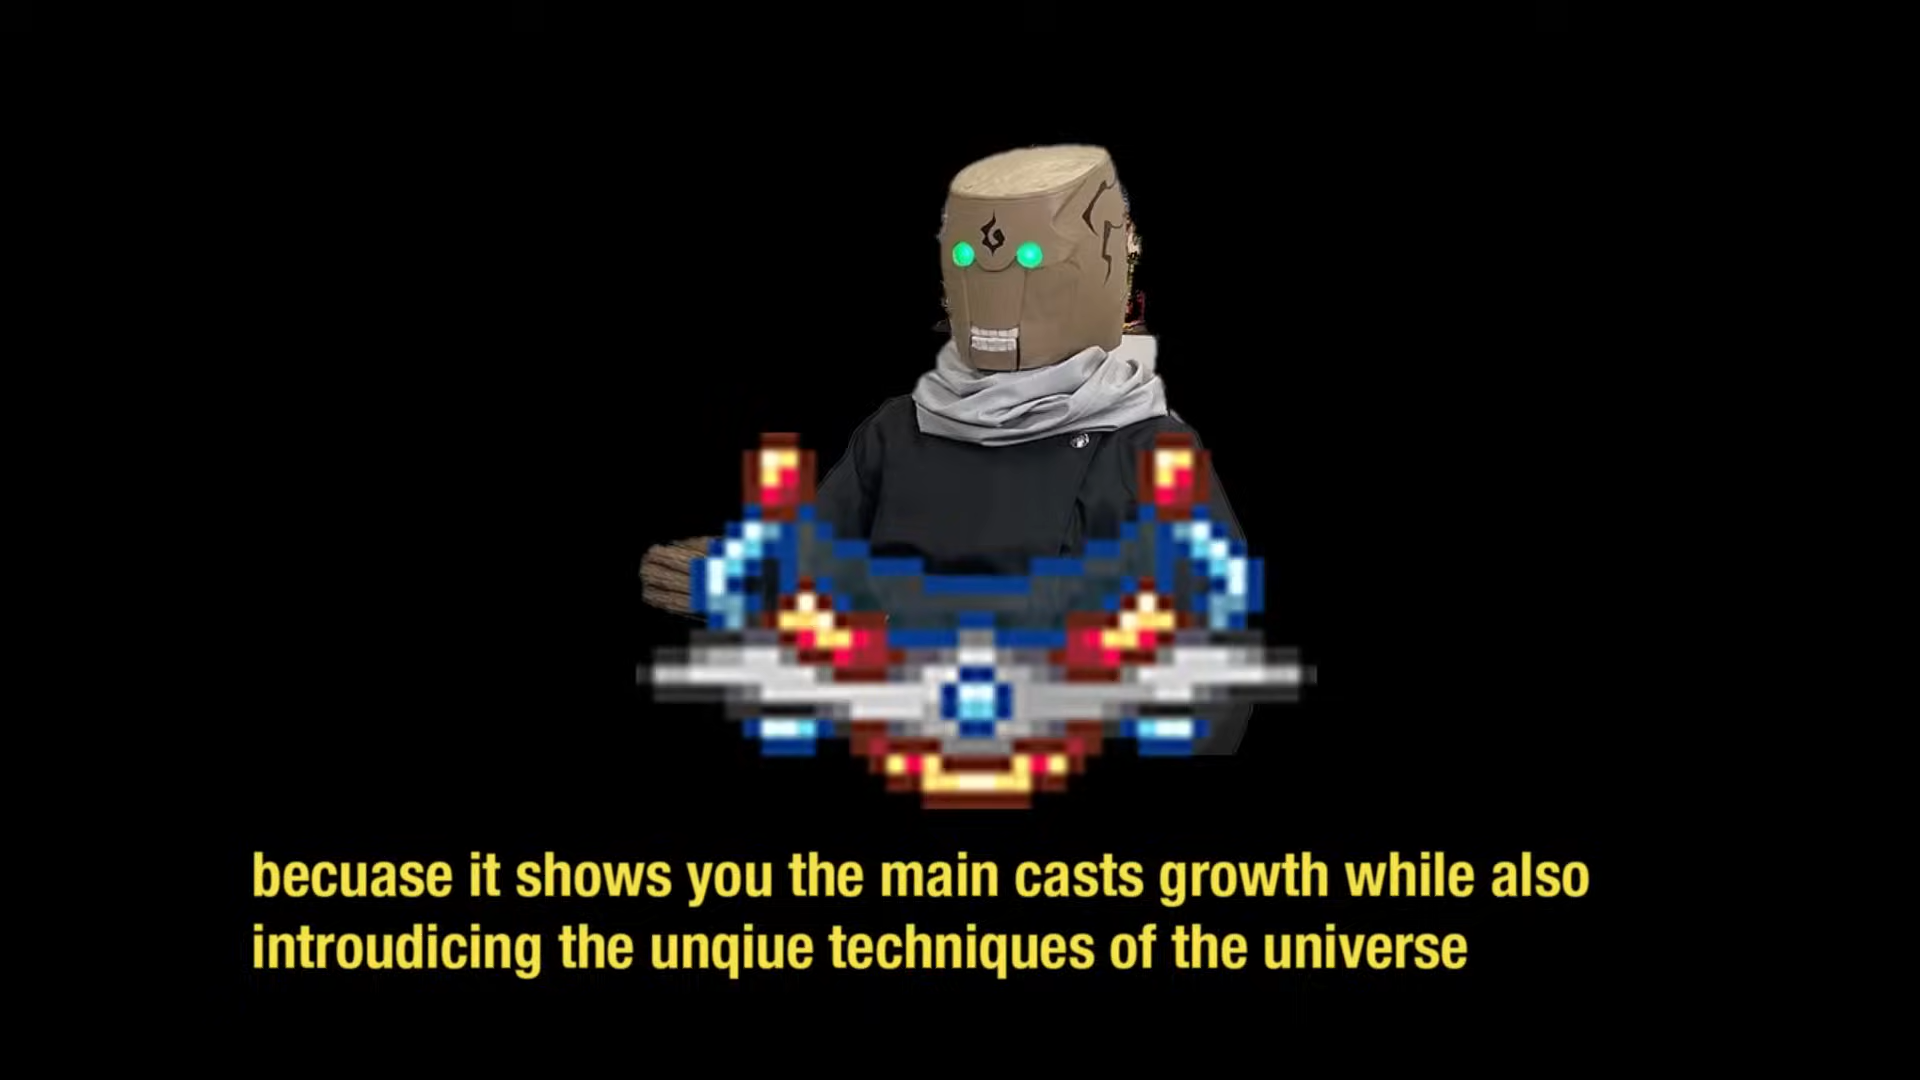 becuase it shows you the main casts growth while also
introudicing the unqiue techniques of the universe